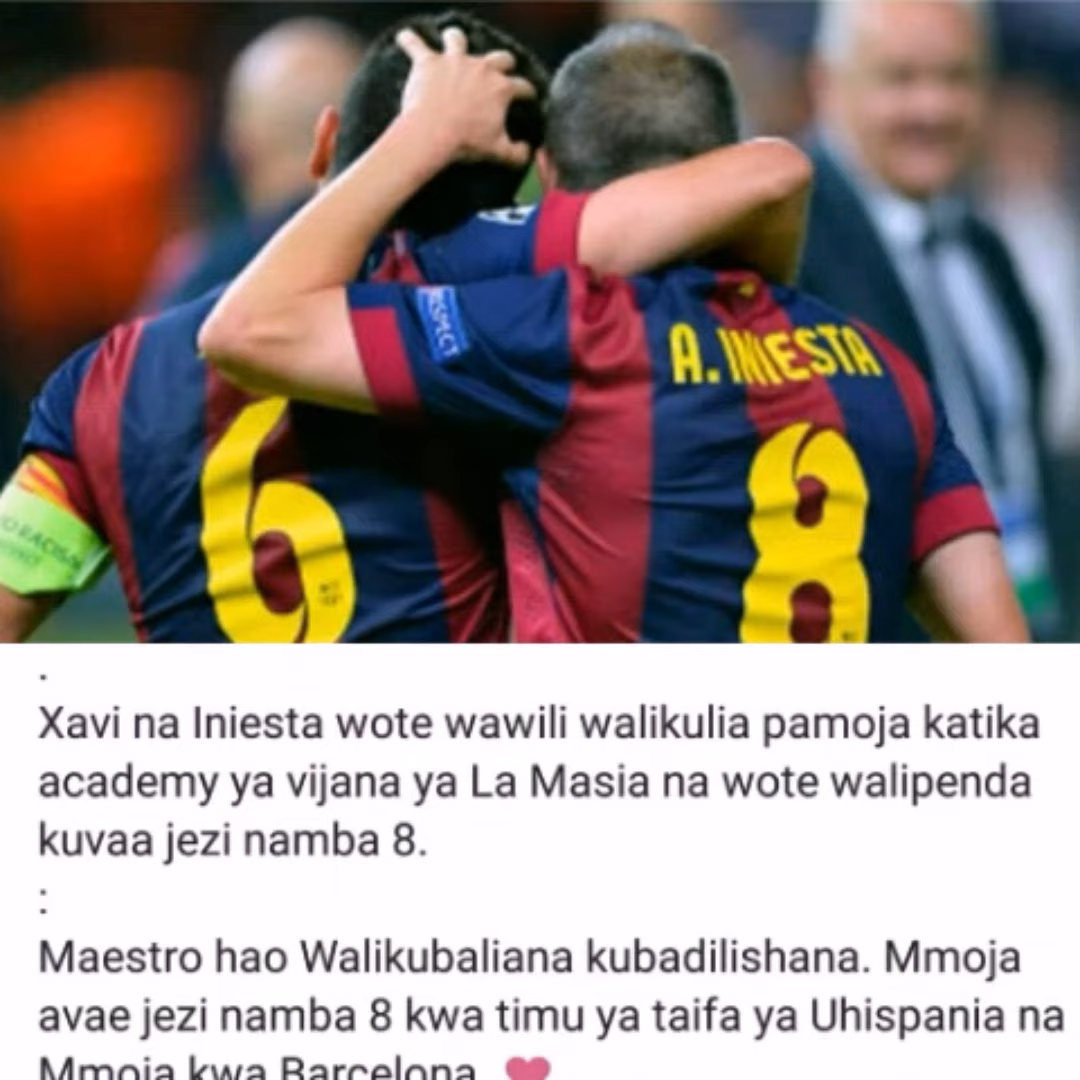 RESPECT
A. INIESTA
6
8
.
Xavi na Iniesta wote wawili walikulia pamoja katika
academy ya vijana ya La Masia na wote walipenda
kuvaa jezi namba 8.
:
Maestro hao Walikubaliana kubadilishana. Mmoja
avae jezi namba 8 kwa timu ya taifa ya Uhispania na
Mmoja kwa Barcelona. ❤